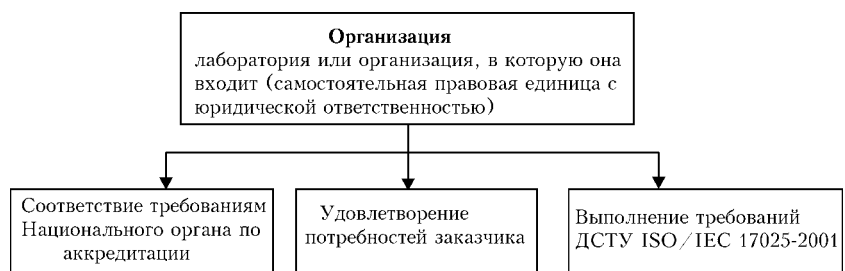 Организация
лаборатория или организация, в которую она
входит (самостоятельная правовая единица с
юридической ответственностью)
Соответствие требованиям
Национального органа по
аккредитации
Удовлетворение
потребностей заказчика
Выполнение требований
ДСТУ ISO/IEC 17025-2001